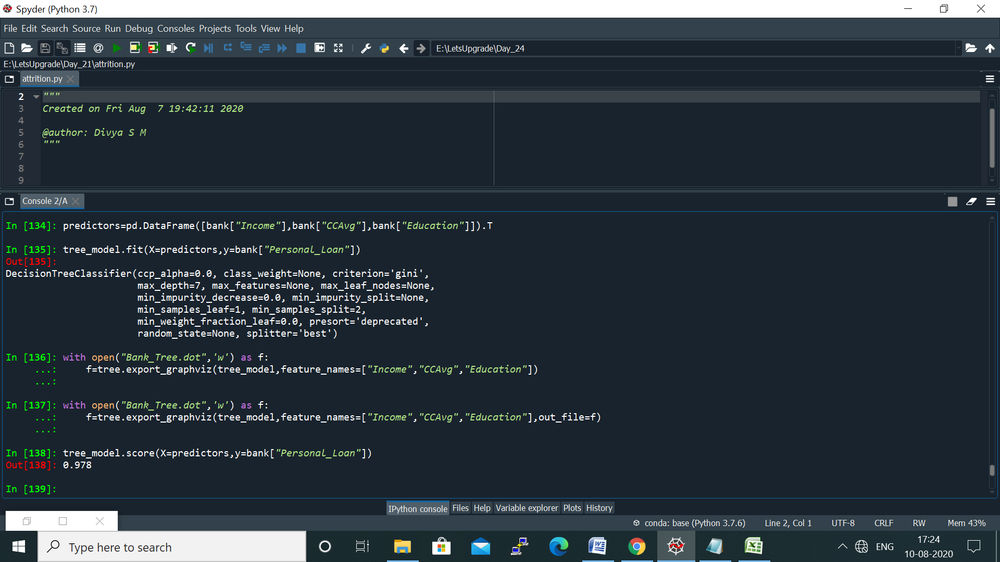 Spyder (Python 3.7)
File Edit Search Source Run Debug Consoles Projects Tools View Help
E:\LetsUpgrade\Day_24
E:\LetsUpgrade\Day_21\attrition.py
attrition.py
2 """
3 Created on Fri Aug  7 19:42:11 2020
4
5 @author: Divya S M
6 """
7
8
9
Console 2/A
In [134]: predictors=pd.DataFrame([bank["Income"],bank["CCAvg"],bank["Education"]]).T
In [135]: tree_model.fit(X=predictors,y=bank["Personal_Loan"])
Out[135]:
DecisionTreeClassifier(ccp_alpha=0.0, class_weight=None, criterion='gini',
                       max_depth=7, max_features=None, max_leaf_nodes=None,
                       min_impurity_decrease=0.0, min_impurity_split=None,
                       min_samples_leaf=1, min_samples_split=2,
                       min_weight_fraction_leaf=0.0, presort='deprecated',
                       random_state=None, splitter='best')
In [136]: with open("Bank_Tree.dot",'w') as f:
     ...:     f=tree.export_graphviz(tree_model,feature_names=["Income","CCAvg","Education"])
     ...:
In [137]: with open("Bank_Tree.dot",'w') as f:
     ...:     f=tree.export_graphviz(tree_model,feature_names=["Income","CCAvg","Education"],out_file=f)
     ...:
In [138]: tree_model.score(X=predictors,y=bank["Personal_Loan"])
Out[138]: 0.978
In [139]:
IPython console Files Help Variable explorer Plots History
conda: base (Python 3.7.6) Line 2, Col 1 UTF-8 CRLF RW Mem 43%
Type here to search
ENG
17:24
10-08-2020